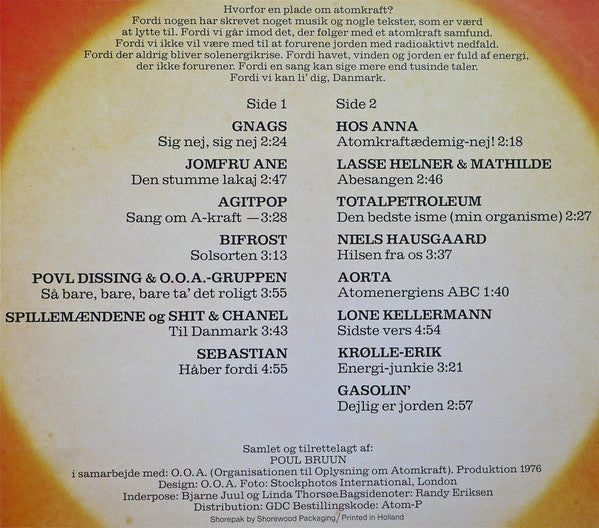 Hvorfor en plade om atomkraft?
Fordi nogen har skrevet noget musik og nogle tekster, som er værd
at lytte til. Fordi vi går imod det, der følger med et atomkraft samfund.
Fordi vi ikke vil være med til at forurene jorden med radioaktivt nedfald.
Fordi der aldrig bliver solenergikrise. Fordi havet, vinden og jorden er fuld af energi,
der ikke forurener. Fordi en sang kan sige mere end tusinde taler.
Fordi vi kan li' dig, Danmark.
Side 1
GNAGS
Sig nej, sig nej 2:24
JOMFRU ANE
Den stumme lakaj 2:47
AGITPOP
Sang om A-kraft — 3:28
BIFROST
Solsorten 3:13
POVL DISSING & O.O.A.-GRUPPEN
Så bare, bare, bare ta' det roligt 3:55
SPILLEMÆNDENE og SHIT & CHANEL
Til Danmark 3:43
SEBASTIAN
Håber fordi 4:55
Side 2
HOS ANNA
Atomkraftædemig-nej! 2:18
LASSE HELNER & MATHILDE
Abesangen 2:46
TOTALPETROLEUM
Den bedste isme (min organisme) 2:27
NIELS HAUSGAARD
Hilsen fra os 3:37
AORTA
Atomenergiens ABC 1:40
LONE KELLERMANN
Sidste vers 4:54
KRØLLE-ERIK
Energi-junkie 3:21
GASOLIN'
Dejlig er jorden 2:57
Samlet og tilrettelagt af:
POUL BRUUN
i samarbejde med: O.O.A. (Organisationen til Oplysning om Atomkraft). Produktion 1976
Design: O.O.A. Foto: Stockphotos International, London
Inderpose: Bjarne Juul og Linda Thorsøe.Bagsidenoter: Randy Eriksen
Distribution: GDC Bestillingskode: Atom-P
Shorepak by Shorewood Packaging/Printed in Holland